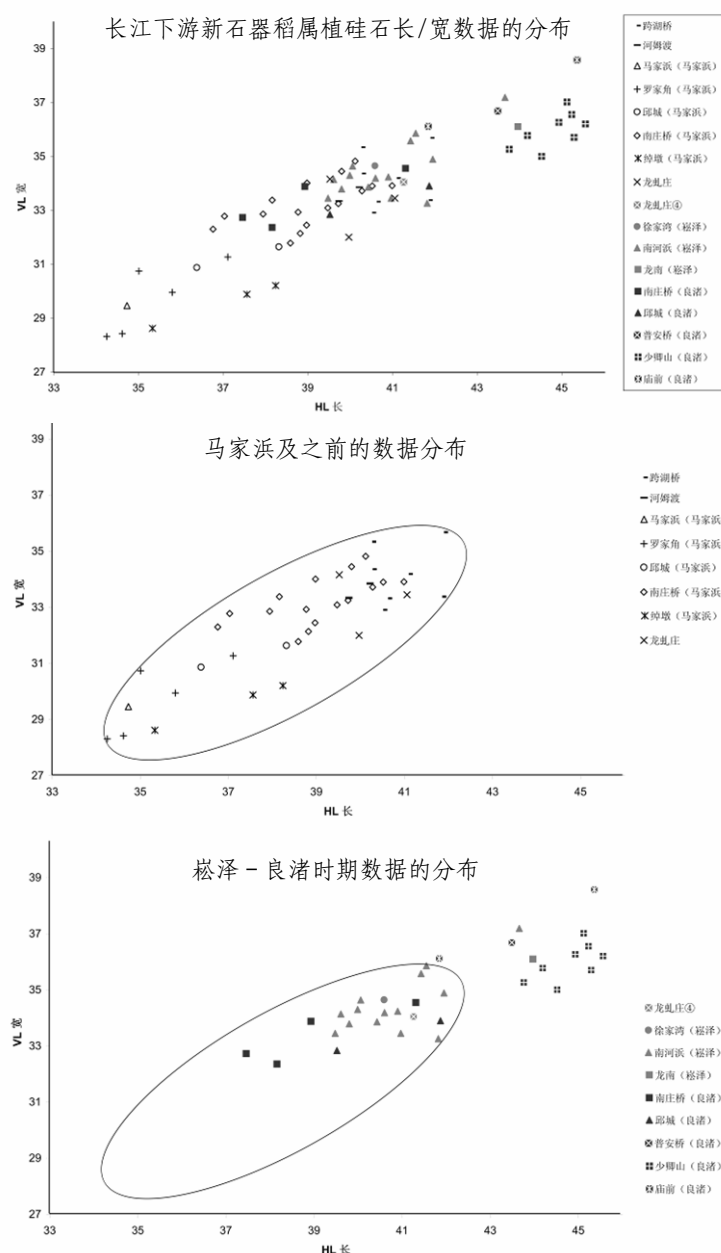 长江下游新石器稻属植硅石长/宽数据的分布
39
37
35
33
31
29
27
VL 宽
33 35 37 39 41 43 45
HL 长
跨湖桥
河姆渡
马家浜（马家浜）
罗家角（马家浜）
邱城（马家浜）
南庄桥（马家浜）
绰墩（马家浜）
龙虬庄
龙虬庄④
徐家湾（崧泽）
南河浜（崧泽）
龙南（崧泽）
南庄桥（良渚）
邱城（良渚）
普安桥（良渚）
少卿山（良渚）
庙前（良渚）
马家浜及之前的数据分布
39
37
35
33
31
29
27
VL 宽
33 35 37 39 41 43 45
HL 长
跨湖桥
河姆渡
马家浜（马家浜
罗家角（马家浜
邱城（马家浜）
南庄桥（马家浜
绰墩（马家浜）
龙虬庄
崧泽－良渚时期数据的分布
39
37
35
33
31
29
27
VL 宽
33 35 37 39 41 43 45
HL 长
龙虬庄④
徐家湾（崧泽）
南河浜（崧泽）
龙南（崧泽）
南庄桥（良渚）
邱城（良渚）
普安桥（良渚）
少卿山（良渚）
庙前（良渚）